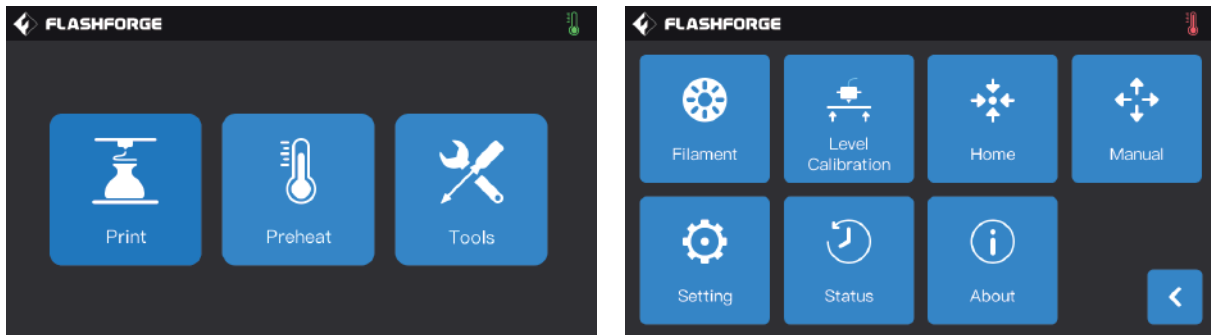 FLASHFORGE
Print
Preheat
Tools
FLASHFORGE
Filament
Level
Calibration
Home
Manual
Setting
Status
About